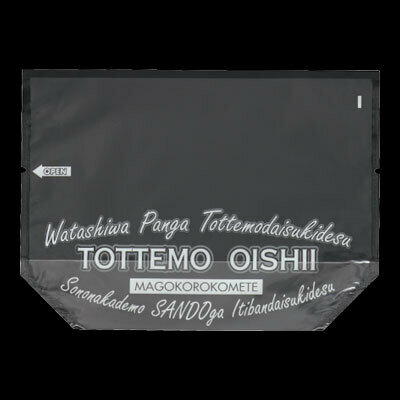 OPEN
Watashiwa Panga Tottemodaisukidesu
TOTTEMO OISHII
MAGOKOROKOMETE
Sononakademo SANDOga Itibandaisukidesu